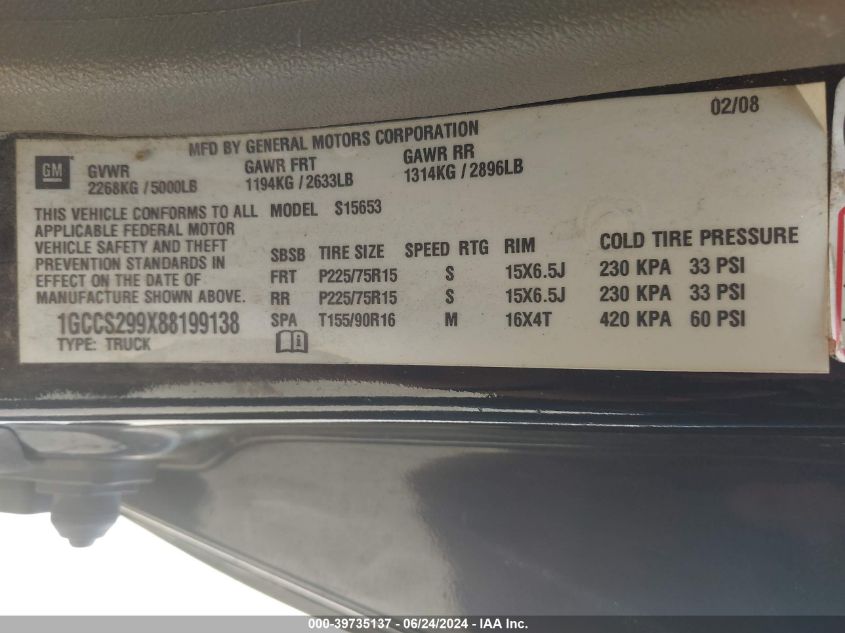 02/08
MFD BY GENERAL MOTORS CORPORATION
GM
GVWR GAWR FRT GAWR RR
2268KG / 5000LB 1194KG / 2633LB 1314KG / 2896LB
THIS VEHICLE CONFORMS TO ALL
APPLICABLE FEDERAL MOTOR
VEHICLE SAFETY AND THEFT
PREVENTION STANDARDS IN
EFFECT ON THE DATE OF
MANUFACTURE SHOWN ABOVE.
1GCCS299X88199138
TYPE: TRUCK
MODEL S15653
SBSB TIRE SIZE SPEED RTG RIM COLD TIRE PRESSURE
FRT P225/75R15 S 15X6.5J 230 KPA 33 PSI
RR P225/75R15 S 15X6.5J 230 KPA 33 PSI
SPA T155/90R16 M 16X4T 420 KPA 60 PSI
000-39735137 - 06/24/2024 - IAA Inc.